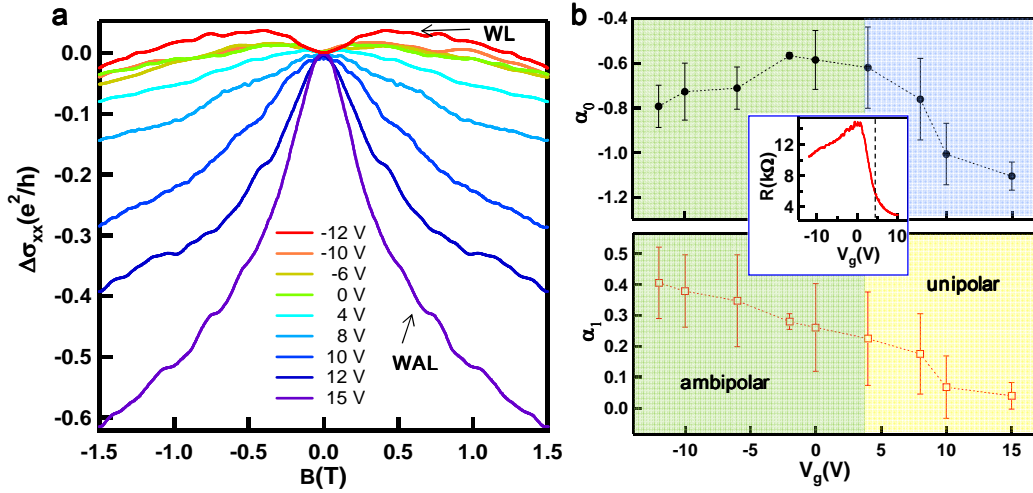 a
WL
0.0
-0.1
-0.2
-0.3
-0.4
-0.5
-0.6
Δσxx(e²/h)
-12 V
-10 V
-6 V
0 V
4 V
8 V
10 V
12 V
15 V
WAL
-1.5 -1.0 -0.5 0.0 0.5 1.0 1.5
B(T)
b
-0.4
-0.6
-0.8
-1.0
-1.2
α0
12
8
4
R(kΩ)
-10 0 10
Vg(V)
0.5
0.4
0.3
0.2
0.1
0.0
α1
unipolar
ambipolar
-10 -5 0 5 10 15
Vg(V)